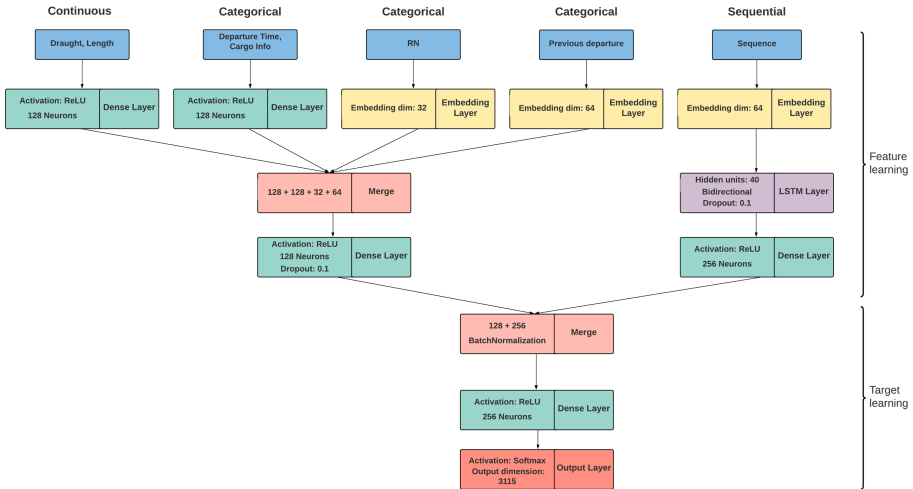 Continuous
Categorical
Categorical
Categorical
Sequential
Draught, Length
Departure Time,
Cargo Info
RN
Previous departure
Sequence
Activation: ReLU
128 Neurons
Dense Layer
Activation: ReLU
128 Neurons
Dense Layer
Embedding dim: 32
Embedding
Layer
Embedding dim: 64
Embedding
Layer
Embedding dim: 64
Embedding
Layer
Feature
learning
128 + 128 + 32 + 64
Merge
Hidden units: 40
Bidirectional
Dropout: 0.1
LSTM Layer
Activation: ReLU
128 Neurons
Dropout: 0.1
Dense Layer
Activation: ReLU
256 Neurons
Dense Layer
128 + 256
BatchNormalization
Merge
Target
learning
Activation: ReLU
256 Neurons
Dense Layer
Activation: Softmax
Output dimension:
3115
Output Layer